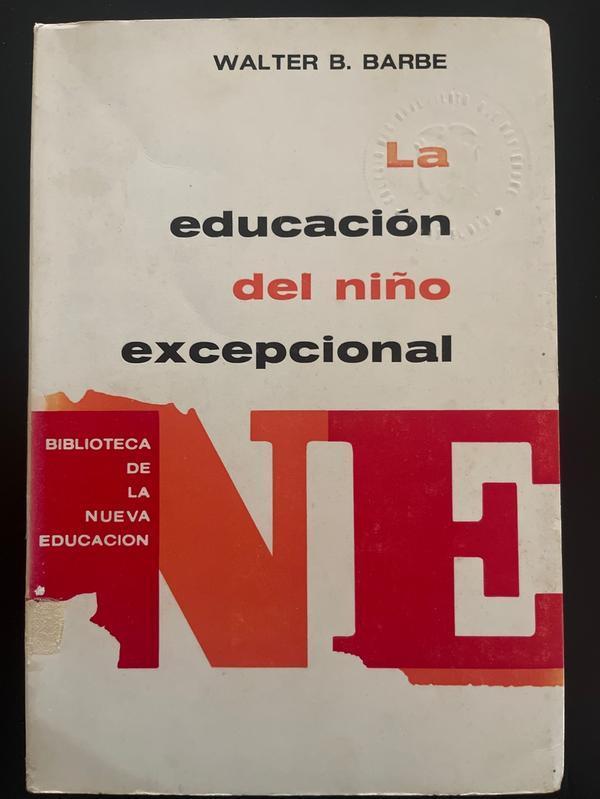 WALTER B. BARBE
La
educación
del niño
excepcional
BIBLIOTECA
DE
LA
NUEVA
EDUCACION
NE